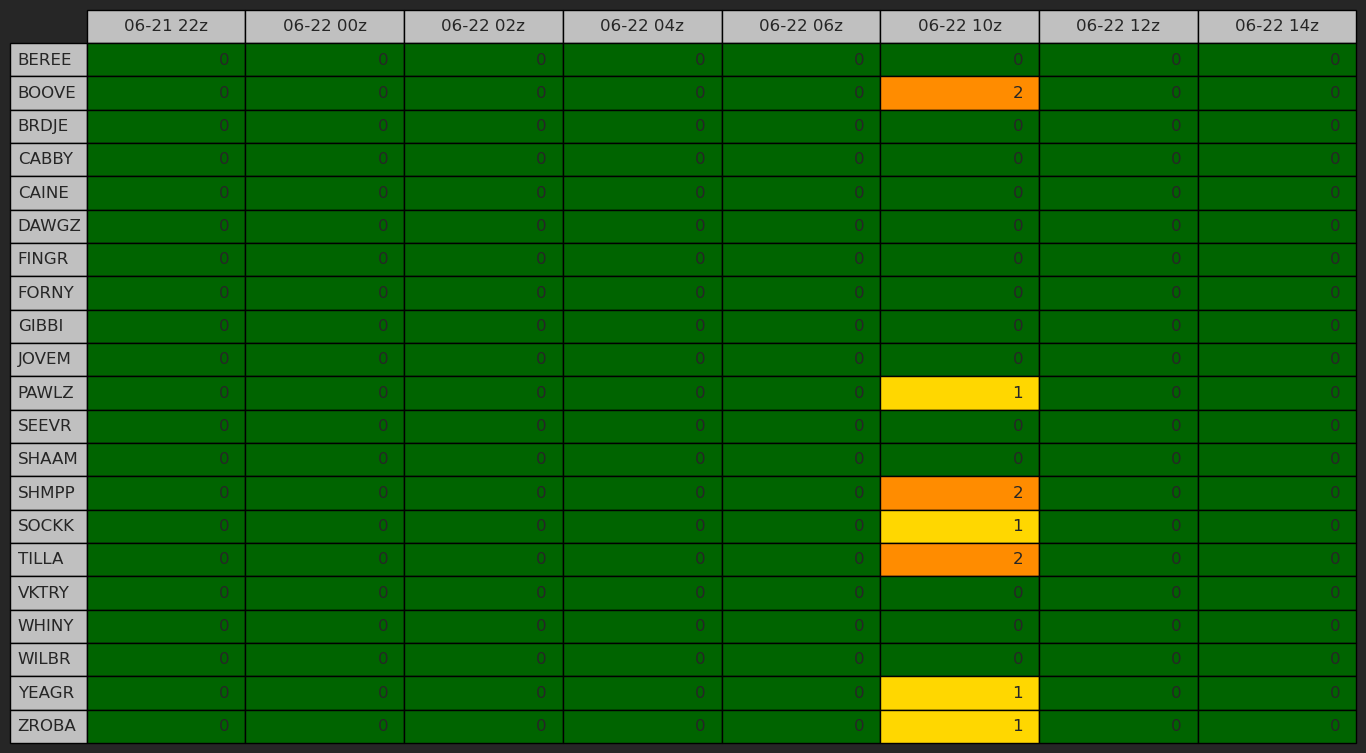 06-21 22z 06-22 00z 06-22 02z 06-22 04z 06-22 06z 06-22 10z 06-22 12z 06-22 14z
BEREE 0 0 0 0 0 0 0 0
BOOVE 0 0 0 0 0 2 0 0
BRDJE 0 0 0 0 0 0 0 0
CABBY 0 0 0 0 0 0 0 0
CAINE 0 0 0 0 0 0 0 0
DAWGZ 0 0 0 0 0 0 0 0
FINGR 0 0 0 0 0 0 0 0
FORNY 0 0 0 0 0 0 0 0
GIBBI 0 0 0 0 0 0 0 0
JOVEM 0 0 0 0 0 0 0 0
PAWLZ 0 0 0 0 0 1 0 0
SEEVR 0 0 0 0 0 0 0 0
SHAAM 0 0 0 0 0 0 0 0
SHMPP 0 0 0 0 0 2 0 0
SOCKK 0 0 0 0 0 1 0 0
TILLA 0 0 0 0 0 2 0 0
VKTRY 0 0 0 0 0 0 0 0
WHINY 0 0 0 0 0 0 0 0
WILBR 0 0 0 0 0 0 0 0
YEAGR 0 0 0 0 0 1 0 0
ZROBA 0 0 0 0 0 1 0 0